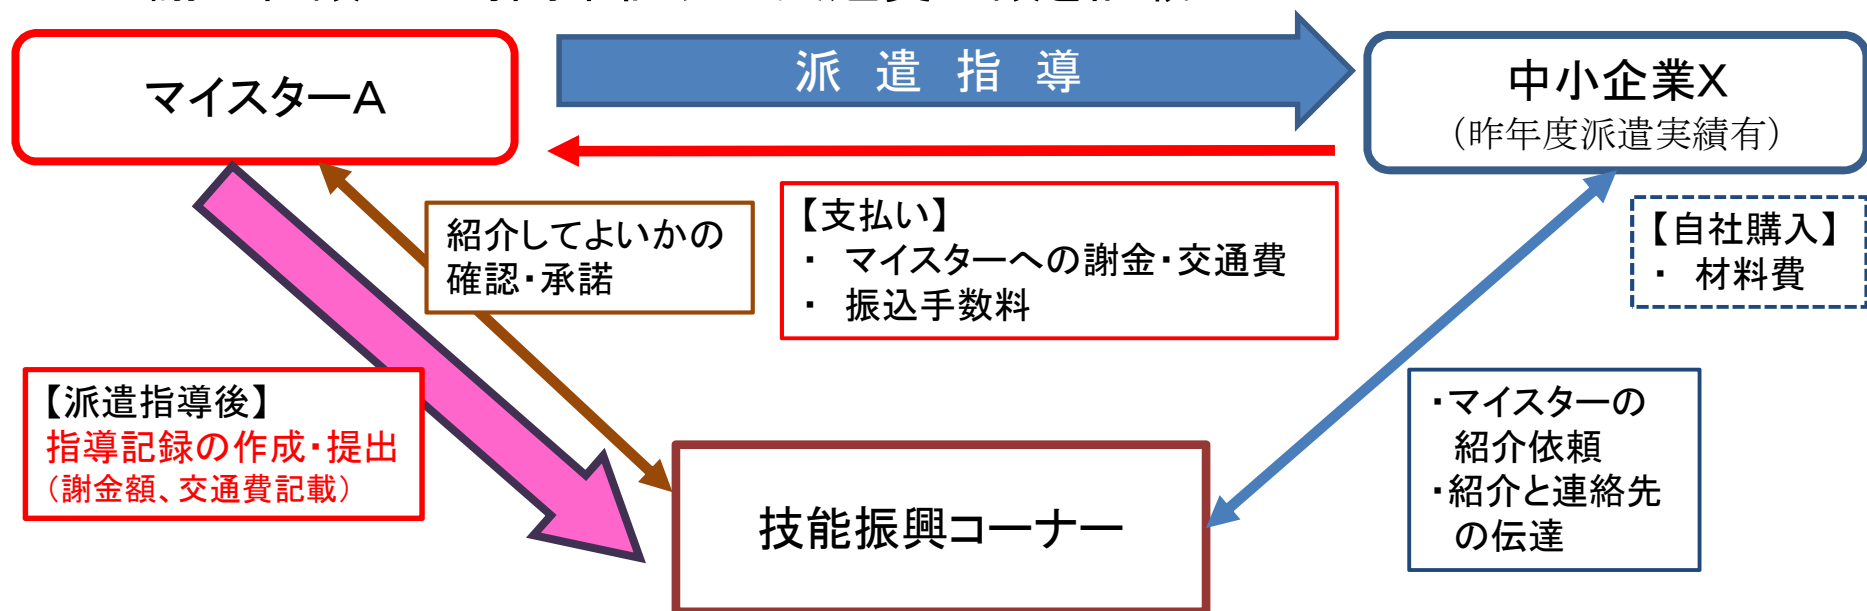 派遣指導
マイスターA
中小企業X
（昨年度派遣実績有）
紹介してよいかの
確認・承諾
【支払い】
・ マイスターへの謝金・交通費
・ 振込手数料
【自社購入】
・ 材料費
【派遣指導後】
指導記録の作成・提出
（謝金額、交通費記載）
・マイスターの
紹介依頼
・紹介と連絡先
の伝達
技能振興コーナー